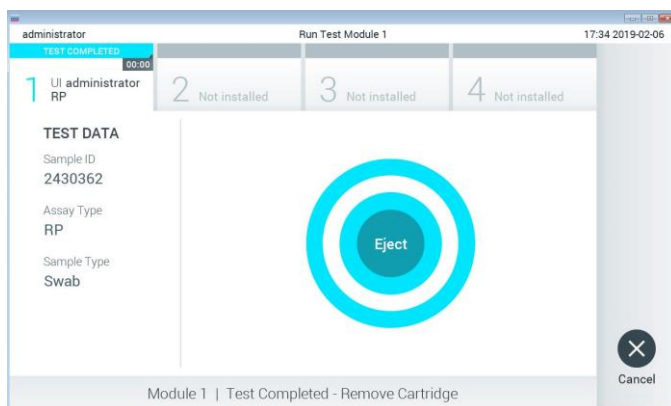 administrator Run Test Module 1 17:34 2019-02-06
TEST COMPLETED
00:00
1 UI administrator
RP
2 Not installed
3 Not installed
4 Not installed
TEST DATA
Sample ID
2430362
Assay Type
RP
Sample Type
Swab
Eject
Cancel
Module 1 | Test Completed - Remove Cartridge